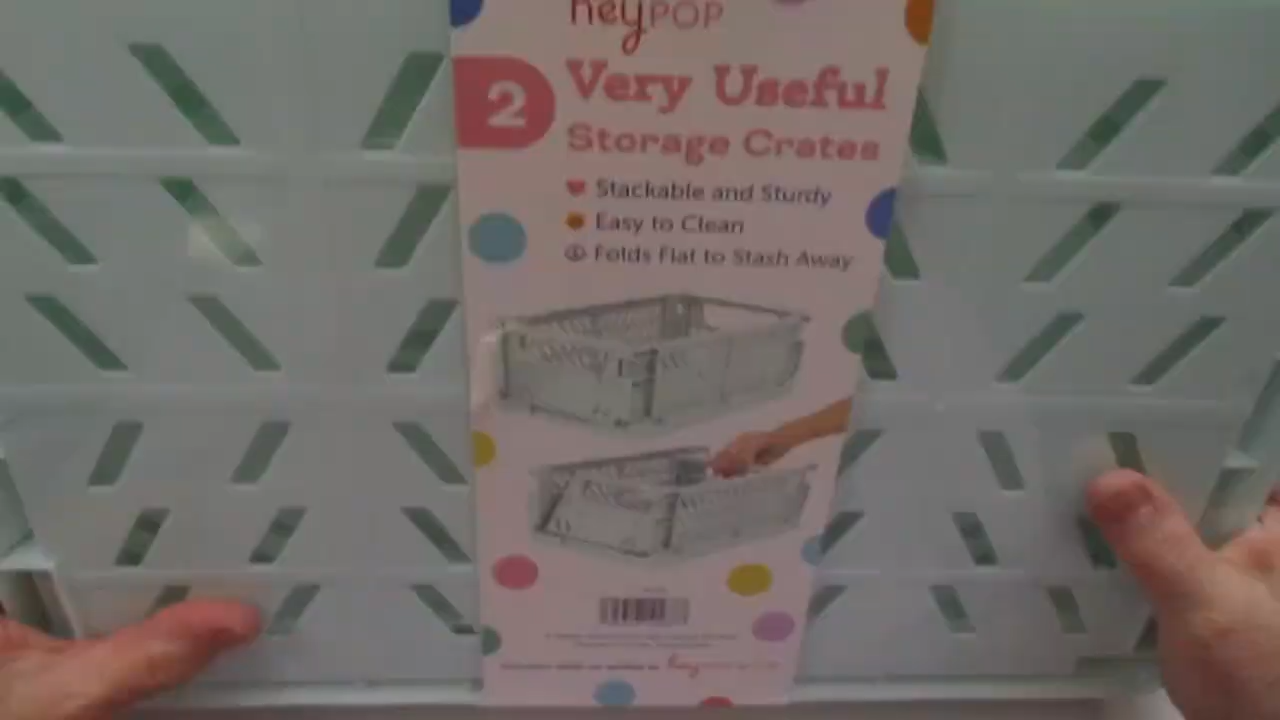 heyPOP
2
Very Useful
Storage Crates
Stackable and Sturdy
Easy to Clean
Folds Flat to Stash Away